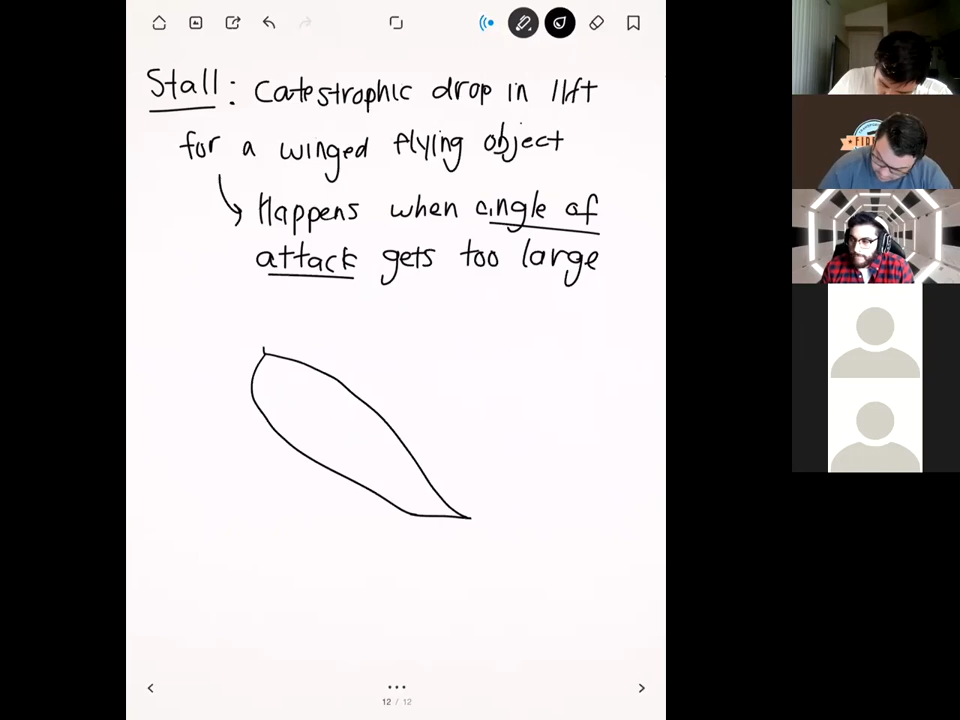 Stall: Catestrophic drop in lift
for a winged flying object
Happens when angle of
attack gets too large
12 / 12
FIR